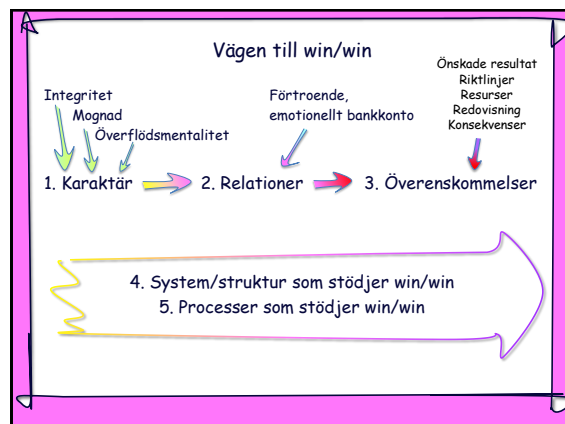 Vägen till win/win
Integritet
Mognad
Överflödsmentalitet
Förtroende,
emotionellt bankkonto
Önskade resultat
Riktlinjer
Resurser
Redovisning
Konsekvenser
1. Karaktär
2. Relationer
3. Överenskommelser
4. System/struktur som stödjer win/win
5. Processer som stödjer win/win